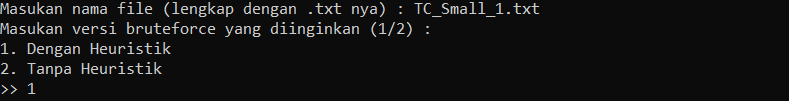 Masukan nama file (lengkap dengan .txt nya) : TC_Small_1.txt
Masukan versi bruteforce yang diinginkan (1/2) :
1. Dengan Heuristik
2. Tanpa Heuristik
>> 1